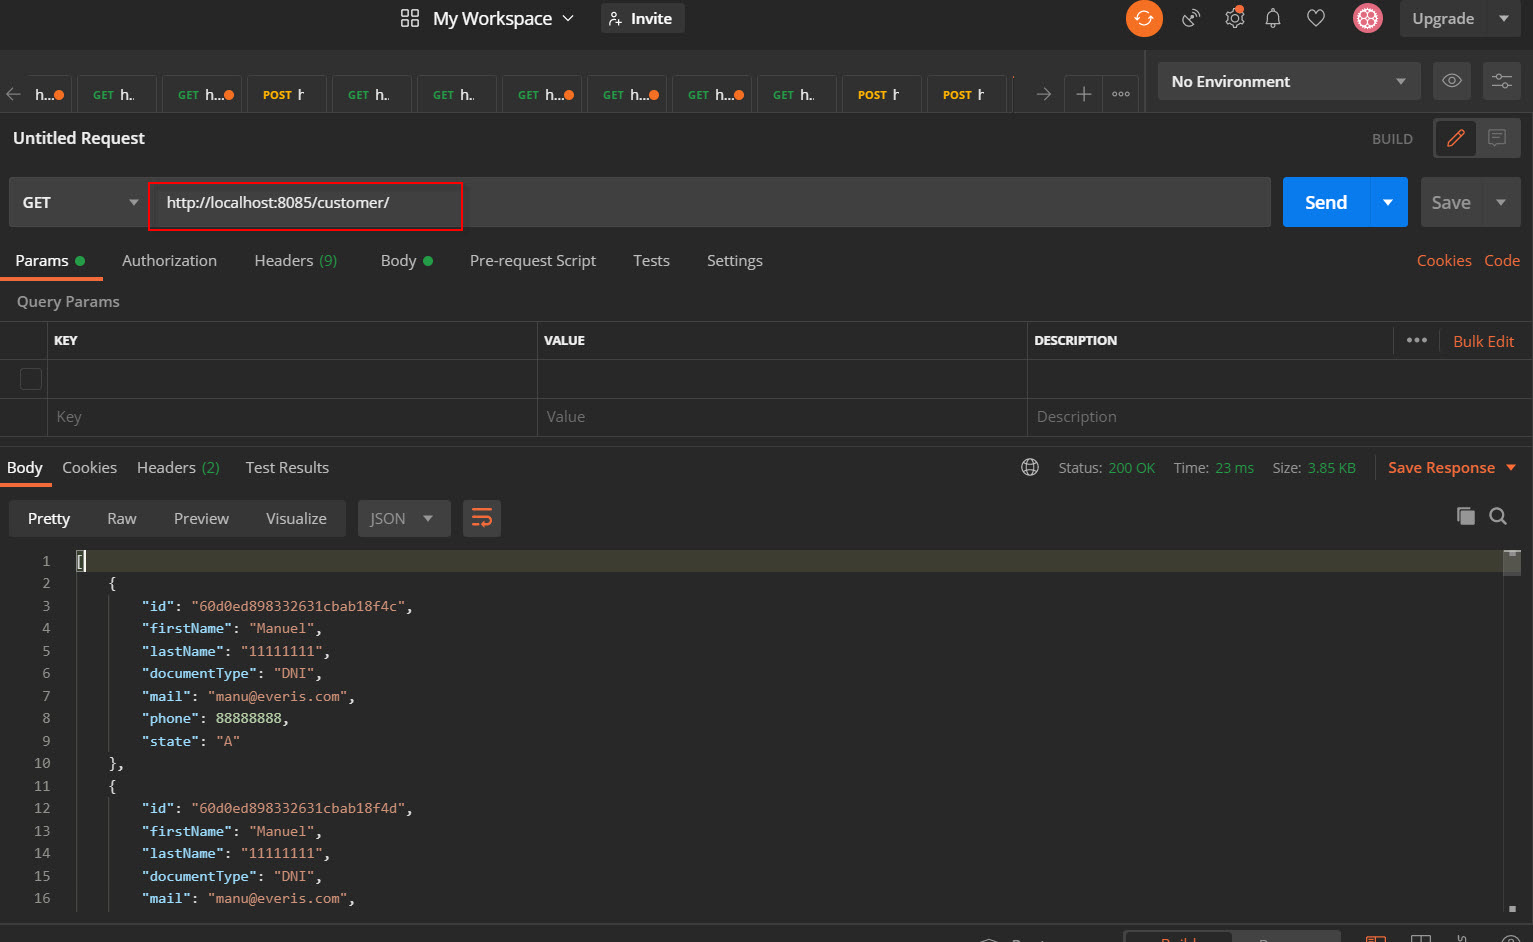 My Workspace Invite Upgrade
h... GET h.. GET h... POST h GET h.. GET h.. GET h... GET h... GET h... GET h.. POST h POST h No Environment
Untitled Request BUILD
GET http://localhost:8085/customer/ Send Save
Params Authorization Headers (9) Body Pre-request Script Tests Settings Cookies Code
Query Params
KEY VALUE DESCRIPTION Bulk Edit
Key Value Description
Body Cookies Headers (2) Test Results Status: 200 OK Time: 23 ms Size: 3.85 KB Save Response
Pretty Raw Preview Visualize JSON
1 [
2 {
3 "id": "60d0ed898332631cbab18f4c",
4 "firstName": "Manuel",
5 "lastName": "11111111",
6 "documentType": "DNI",
7 "mail": "manu@everis.com",
8 "phone": 88888888,
9 "state": "A"
10 },
11 {
12 "id": "60d0ed898332631cbab18f4d",
13 "firstName": "Manuel",
14 "lastName": "11111111",
15 "documentType": "DNI",
16 "mail": "manu@everis.com",